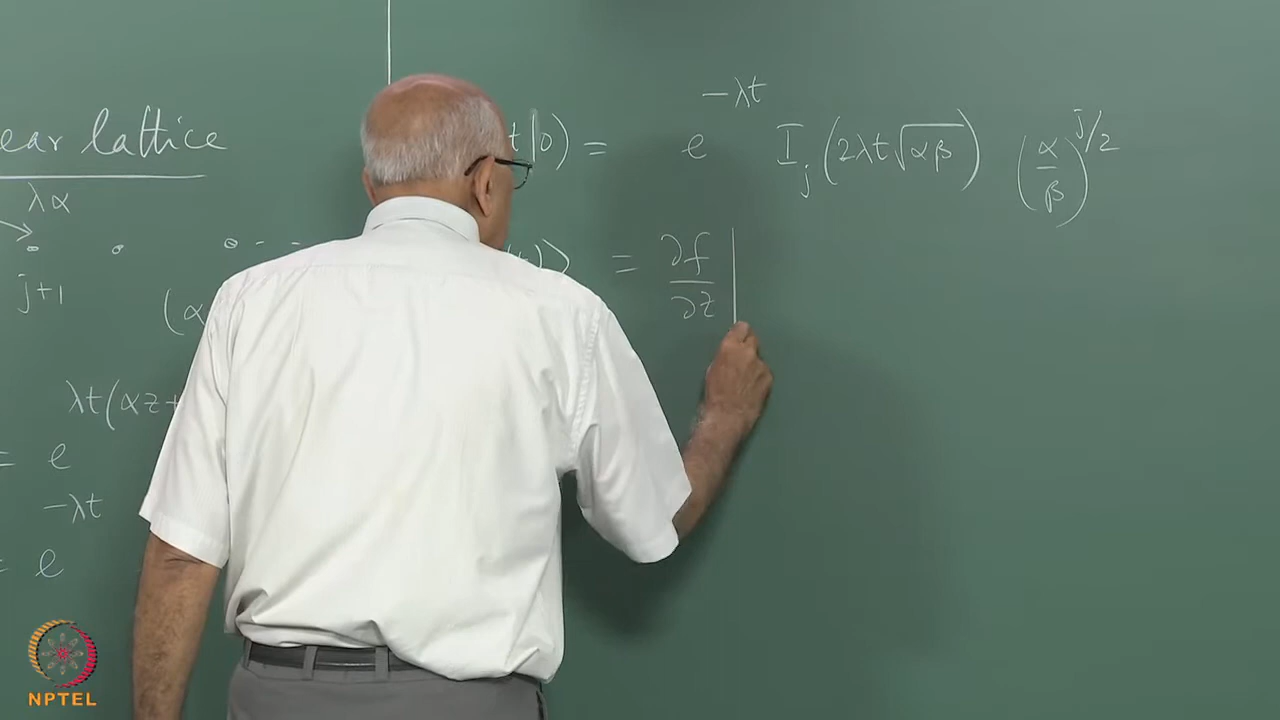 ear lattice
λα
j+1
(α
λt(αz+
= e
-λt
= e
t|0) = e^{-λt} I_j(2λt√αβ) (α/β)^{j/2}
(t)⟩ = ∂f/∂z |
NPTEL